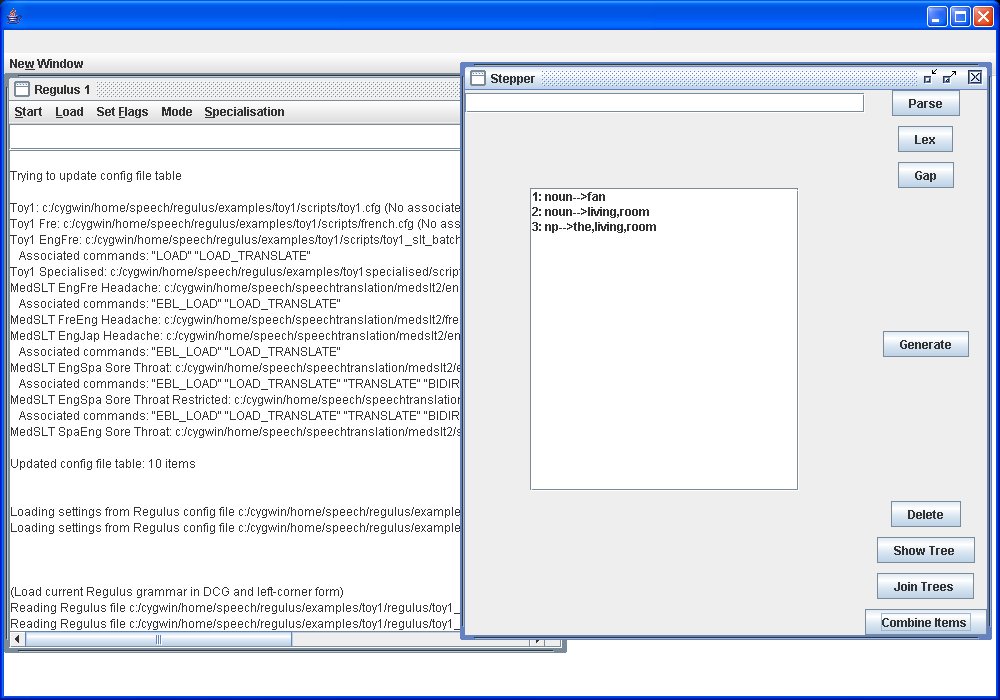 New Window
Regulus 1
Start Load Set Flags Mode Specialisation
Trying to update config file table
Toy1: c:/cygwin/home/speech/regulus/examples/toy1/scripts/toy1.cfg (No associate
Toy1 Fre: c:/cygwin/home/speech/regulus/examples/toy1/scripts/french.cfg (No ass
Toy1 EngFre: c:/cygwin/home/speech/regulus/examples/toy1/scripts/toy1_slt_batch
Associated commands: "LOAD" "LOAD_TRANSLATE"
Toy1 Specialised: c:/cygwin/home/speech/regulus/examples/toy1specialised/scrip
MedSLT EngFre Headache: c:/cygwin/home/speech/speechtranslation/medslt2/en
Associated commands: "EBL_LOAD" "LOAD_TRANSLATE"
MedSLT FreEng Headache: c:/cygwin/home/speech/speechtranslation/medslt2/fre
MedSLT EngJap Headache: c:/cygwin/home/speech/speechtranslation/medslt2/en
Associated commands: "EBL_LOAD" "LOAD_TRANSLATE"
MedSLT EngSpa Sore Throat: c:/cygwin/home/speech/speechtranslation/medslt2/e
Associated commands: "EBL_LOAD" "LOAD_TRANSLATE" "TRANSLATE" "BIDIR
MedSLT EngSpa Sore Throat Restricted: c:/cygwin/home/speech/speechtranslation
Associated commands: "EBL_LOAD" "LOAD_TRANSLATE" "TRANSLATE" "BIDIR
MedSLT SpaEng Sore Throat: c:/cygwin/home/speech/speechtranslation/medslt2/s
Updated config file table: 10 items
Loading settings from Regulus config file c:/cygwin/home/speech/regulus/example
Loading settings from Regulus config file c:/cygwin/home/speech/regulus/example
(Load current Regulus grammar in DCG and left-corner form)
Reading Regulus file c:/cygwin/home/speech/regulus/examples/toy1/regulus/toy1_
Reading Regulus file c:/cygwin/home/speech/regulus/examples/toy1/regulus/toy1_
Stepper
Parse
Lex
Gap
1: noun-->fan
2: noun-->living,room
3: np-->the,living,room
Generate
Delete
Show Tree
Join Trees
Combine Items